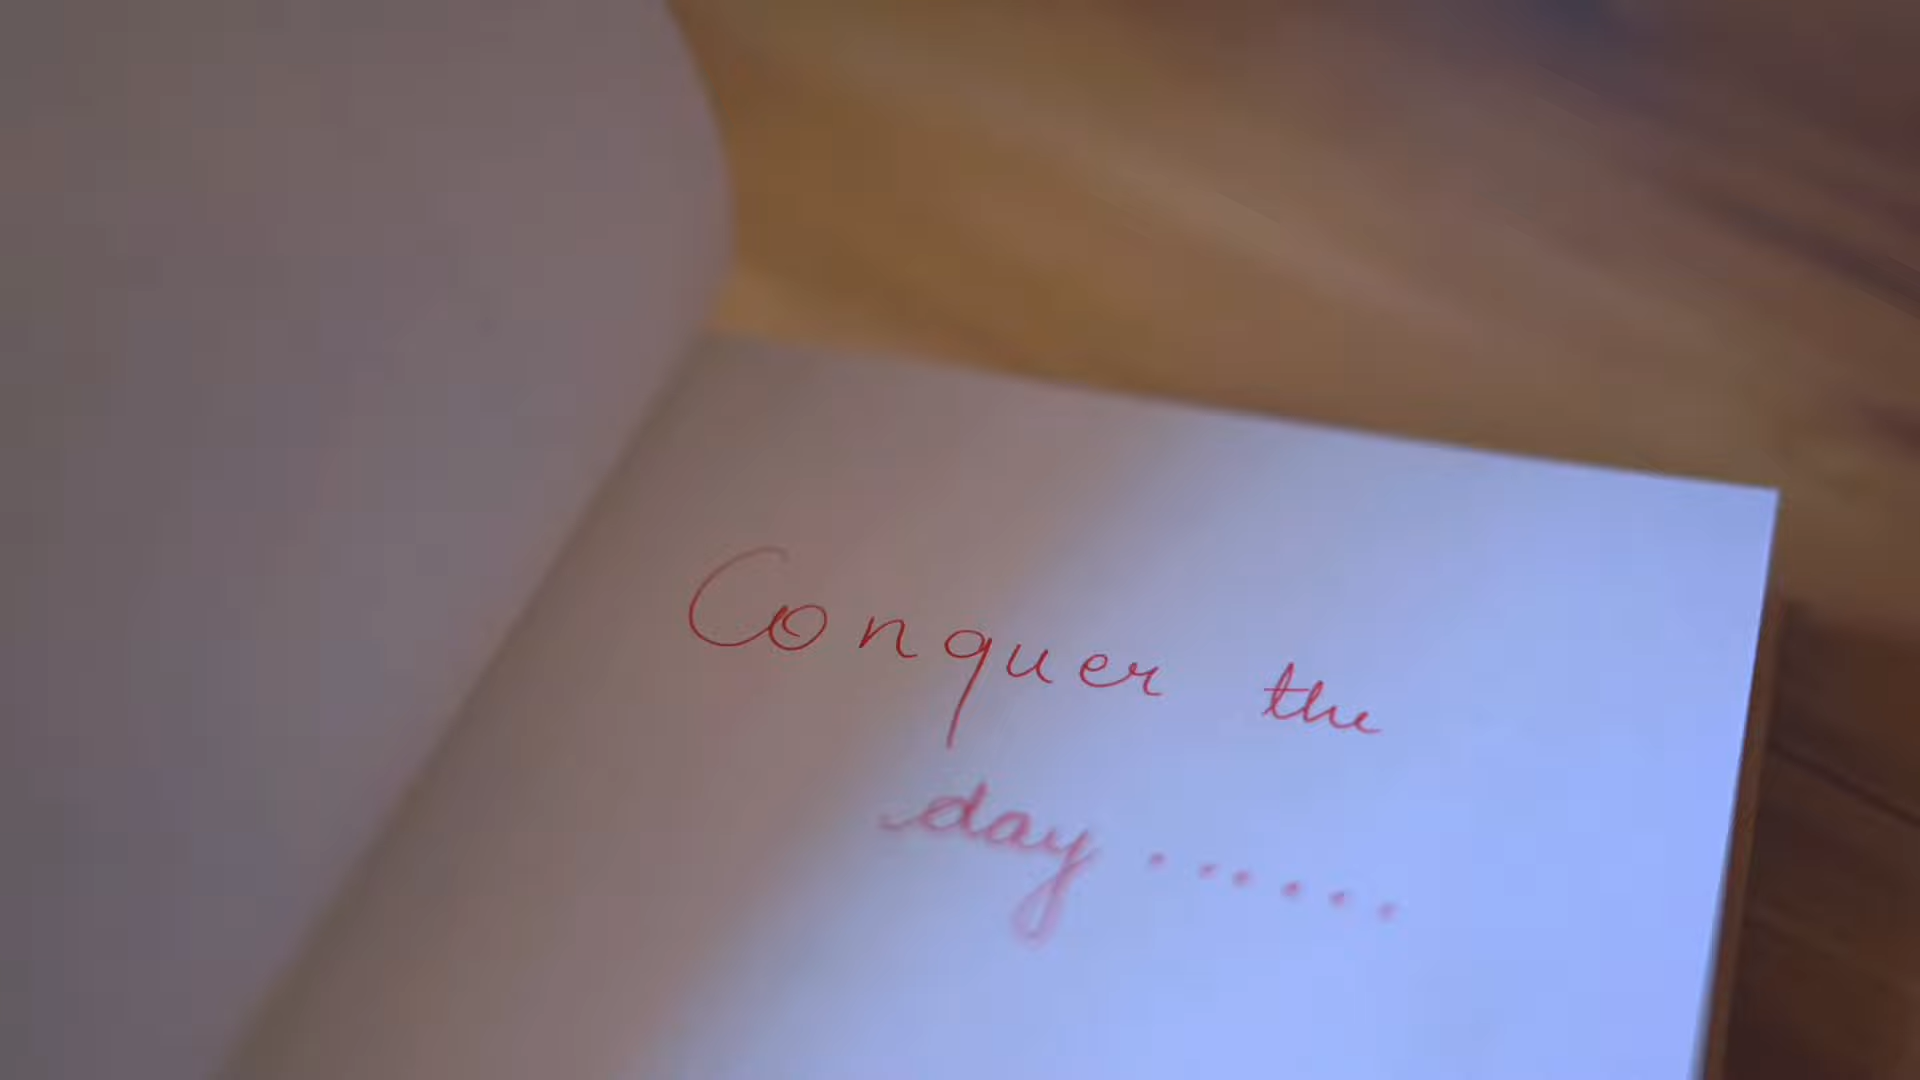 Conquer the
day ......